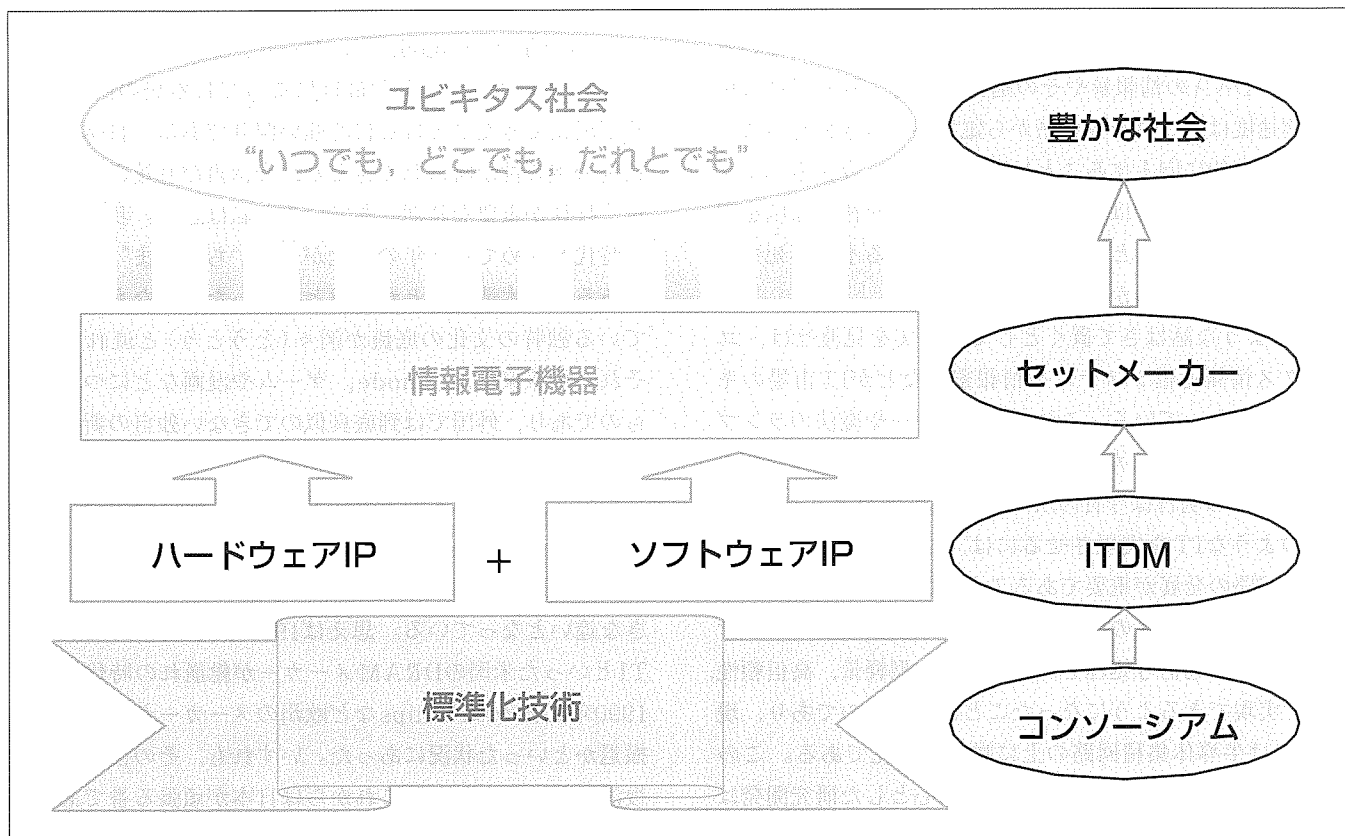 ユビキタス社会
“いつでも，どこでも，だれとでも”
豊かな社会
情報電子機器
セットメーカー
ハードウェアIP
+
ソフトウェアIP
ITDM
標準化技術
コンソーシアム